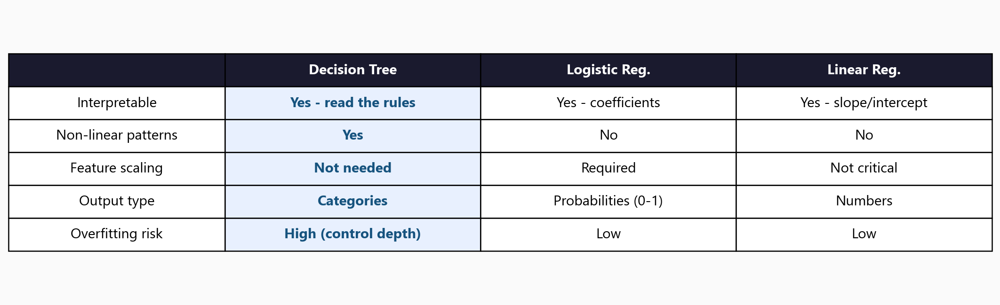 Decision Tree Logistic Reg. Linear Reg.
Interpretable Yes - read the rules Yes - coefficients Yes - slope/intercept
Non-linear patterns Yes No No
Feature scaling Not needed Required Not critical
Output type Categories Probabilities (0-1) Numbers
Overfitting risk High (control depth) Low Low